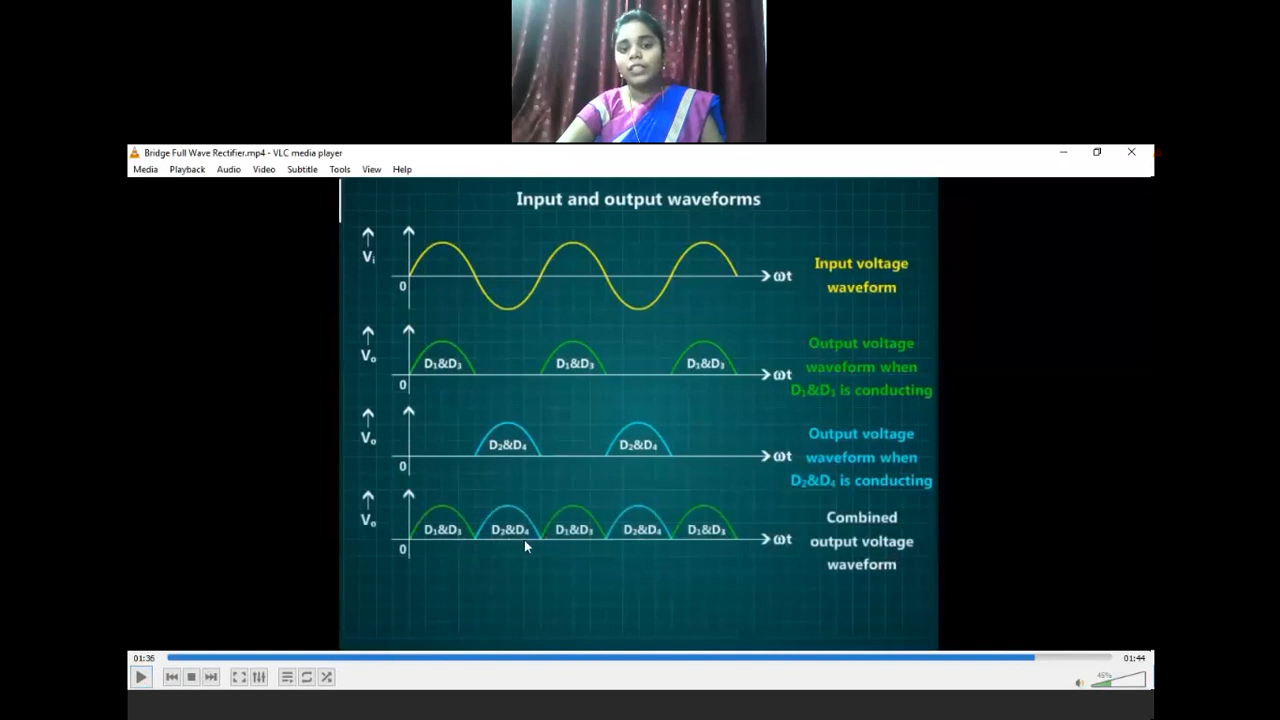 Bridge Full Wave Rectifier.mp4 - VLC media player
Media Playback Audio Video Subtitle Tools View Help
Input and output waveforms
Vi
0
ωt
Input voltage
waveform
Vo
0
D1&D3 D1&D3 D1&D3
ωt
Output voltage
waveform when
D1&D3 is conducting
Vo
0
D2&D4 D2&D4
ωt
Output voltage
waveform when
D2&D4 is conducting
Vo
0
D1&D3 D2&D4 D1&D3 D2&D4 D1&D3
ωt
Combined
output voltage
waveform
01:36 01:44
45%